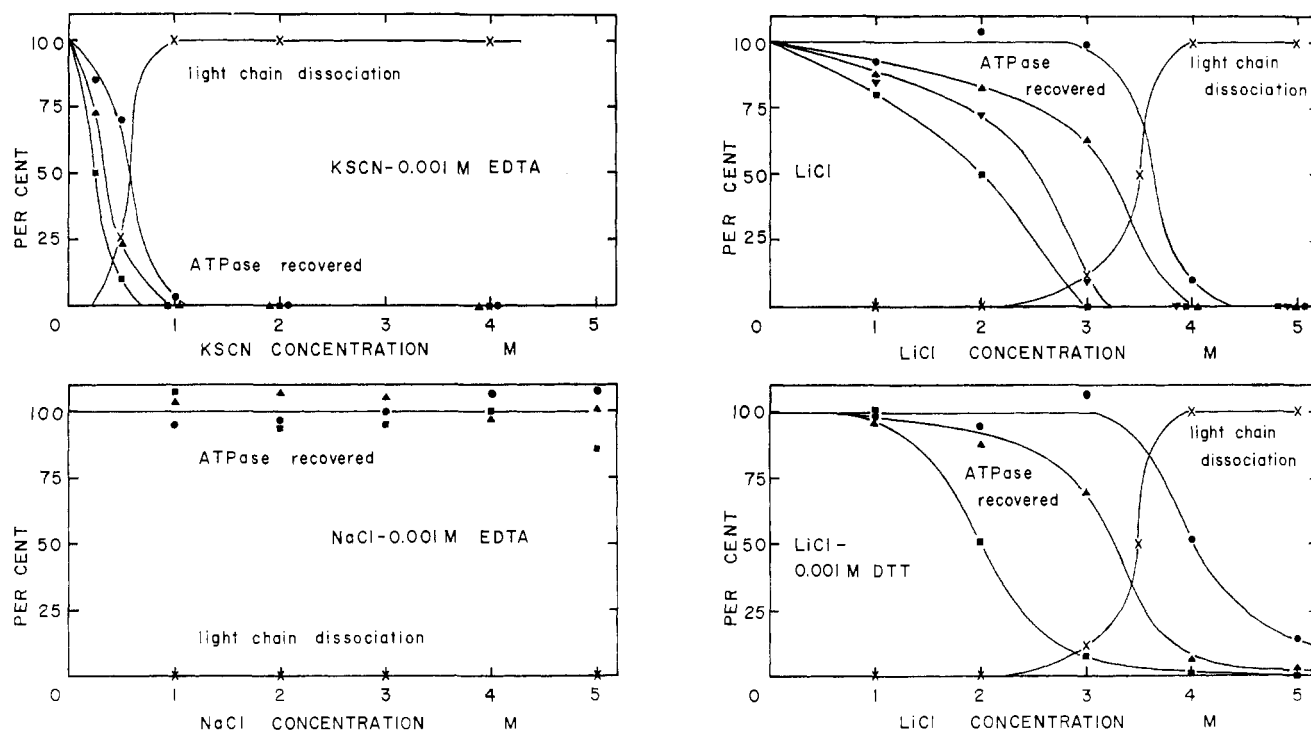 100
75
50
25
0
PER CENT
light chain dissociation
KSCN-0.001 M EDTA
ATPase recovered
1 2 3 4 5
KSCN CONCENTRATION M
100
75
50
25
0
PER CENT
ATPase
recovered
light chain
dissociation
LiCl
1 2 3 4 5
LiCl CONCENTRATION M
100
75
50
25
0
PER CENT
ATPase recovered
NaCl-0.001 M EDTA
light chain dissociation
1 2 3 4 5
NaCl CONCENTRATION M
100
75
50
25
0
PER CENT
light chain
dissociation
ATPase
recovered
LiCl-
0.001 M DTT
1 2 3 4 5
LiCl CONCENTRATION M